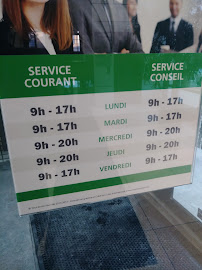 SERVICE COURANT
SERVICE CONSEIL
9h - 17h LUNDI 9h - 17h
9h - 17h MARDI 9h - 17h
9h - 20h MERCREDI 9h - 20h
9h - 20h JEUDI 9h - 20h
9h - 17h VENDREDI 9h - 17h